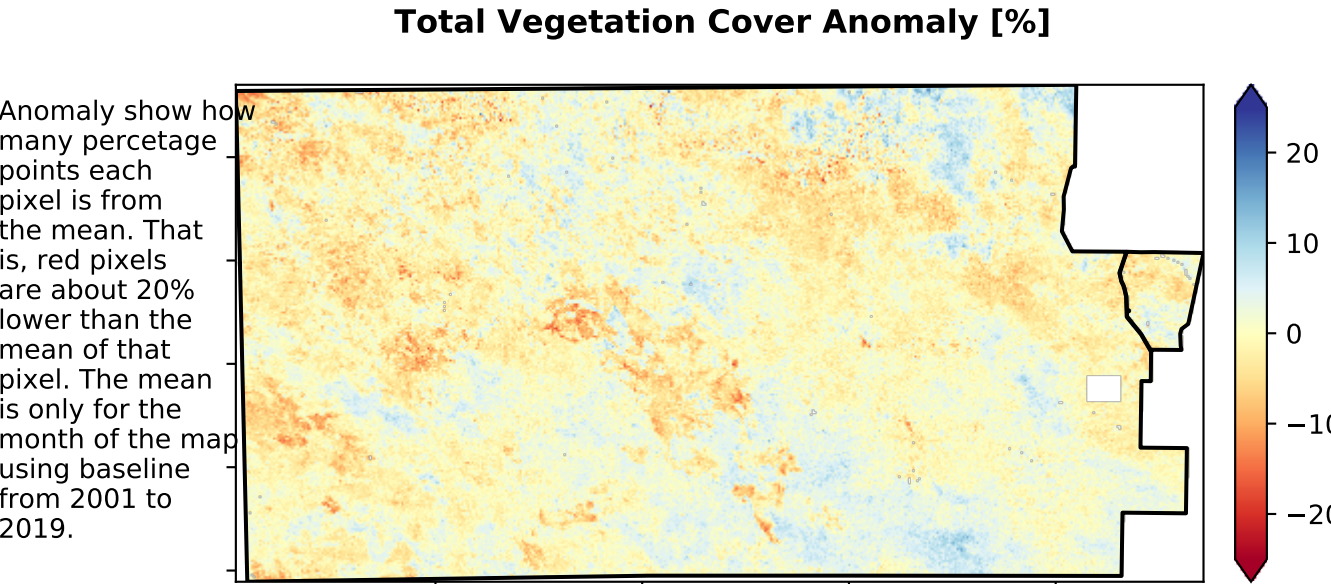 Total Vegetation Cover Anomaly [%]
Anomaly show how
many percetage
points each
pixel is from
the mean. That
is, red pixels
are about 20%
lower than the
mean of that
pixel. The mean
is only for the
month of the map
using baseline
from 2001 to
2019.
20
10
0
−10
−20